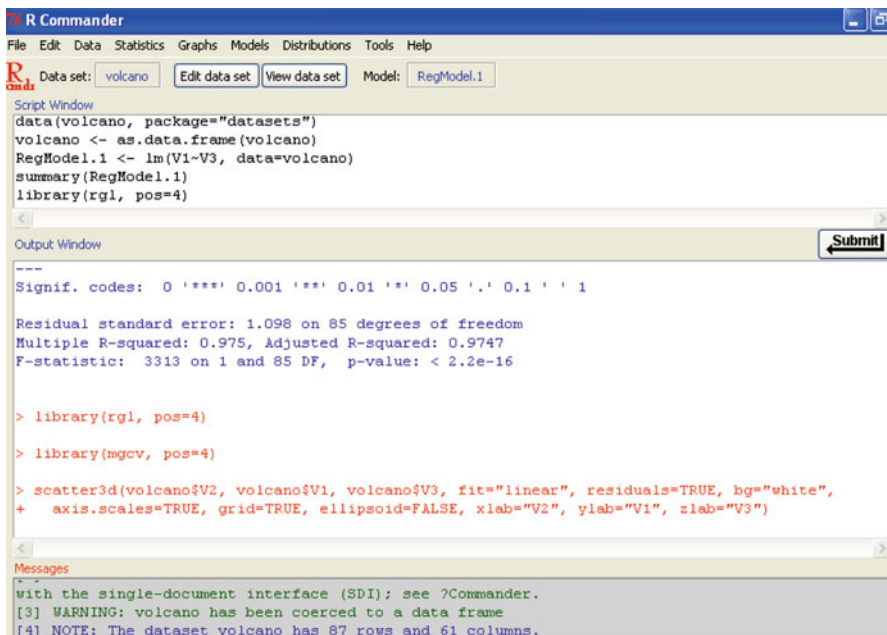 R Commander
File Edit Data Statistics Graphs Models Distributions Tools Help
R cmdr Data set: volcano Edit data set View data set Model: RegModel.1
Script Window
data(volcano, package="datasets")
volcano <- as.data.frame(volcano)
RegModel.1 <- lm(V1~V3, data=volcano)
summary(RegModel.1)
library(rgl, pos=4)
Output Window
Submit
---
Signif. codes: 0 '***' 0.001 '**' 0.01 '*' 0.05 '.' 0.1 ' ' 1
Residual standard error: 1.098 on 85 degrees of freedom
Multiple R-squared: 0.975, Adjusted R-squared: 0.9747
F-statistic: 3313 on 1 and 85 DF, p-value: < 2.2e-16
> library(rgl, pos=4)
> library(mgcv, pos=4)
> scatter3d(volcano$V2, volcano$V1, volcano$V3, fit="linear", residuals=TRUE, bg="white",
+ axis.scales=TRUE, grid=TRUE, ellipsoid=FALSE, xlab="V2", ylab="V1", zlab="V3")
Messages
with the single-document interface (SDI); see ?Commander.
[3] WARNING: volcano has been coerced to a data frame
[4] NOTE: The dataset volcano has 87 rows and 61 columns.